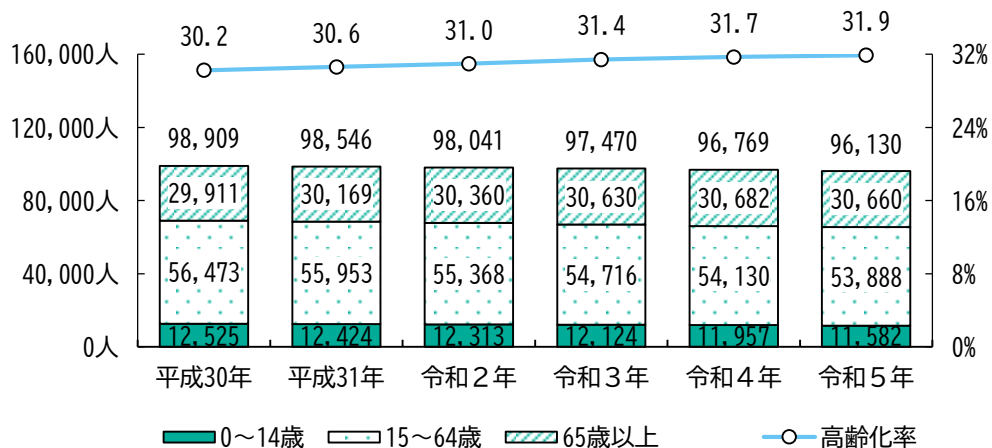 30.2 30.6 31.0 31.4 31.7 31.9
160,000人 32%
120,000人 24%
98,909 98,546 98,041 97,470 96,769 96,130
29,911 30,169 30,360 30,630 30,682 30,660
80,000人 16%
56,473 55,953 55,368 54,716 54,130 53,888
40,000人 8%
12,525 12,424 12,313 12,124 11,957 11,582
0人 0%
平成30年 平成31年 令和２年 令和３年 令和４年 令和５年
0～14歳 15～64歳 65歳以上 高齢化率